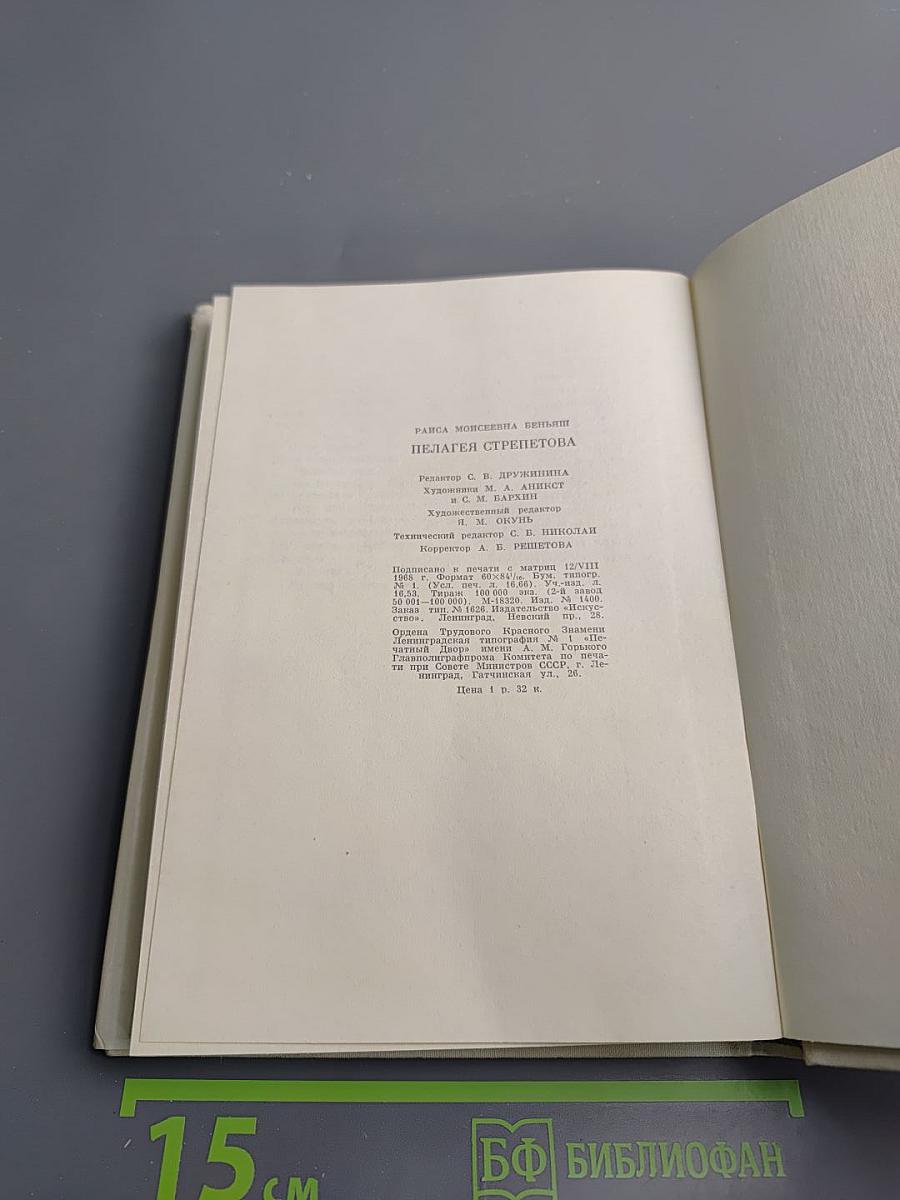 РАИСА МОИСЕЕВНА БЕНЬЯШ
ПЕЛАГЕЯ СТРЕПЕТОВА
Редактор С. В. ДРУЖИНИНА
Художники М. А. АНИКСТ
и С. М. БАРХИН
Художественный редактор
Я. М. ОКУНЬ
Технический редактор С. Б. НИКОЛАИ
Корректор А. Б. РЕШЕТОВА
Подписано к печати с матриц 12/VIII
1968 г. Формат 60×84¹/₁₆. Бум. типогр.
№ 1. (Усл. печ. л. 16,66). Уч.-изд. л.
16,53. Тираж 100 000 экз. (2-й завод
50 001—100 000). М-18320. Изд. № 1400.
Заказ тип. № 1626. Издательство «Искус-
ство». Ленинград, Невский пр., 28.
Ордена Трудового Красного Знамени
Ленинградская типография № 1 «Пе-
чатный Двор» имени А. М. Горького
Главполиграфпрома Комитета по печа-
ти при Совете Министров СССР, г. Ле-
нинград, Гатчинская ул., 26.
Цена 1 р. 32 к.
15 см
БФ БИБЛИОФАН